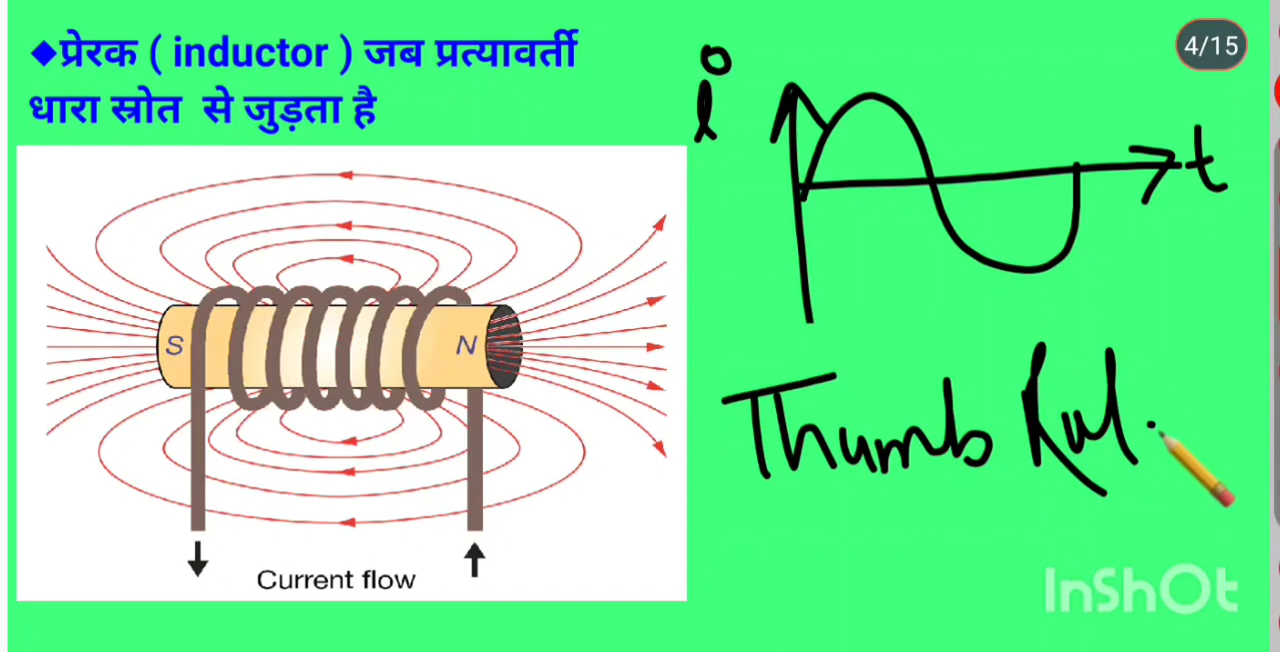 ◆प्रेरक ( inductor ) जब प्रत्यावर्ती
धारा स्रोत से जुड़ता है
4/15
i
t
S
N
Current flow
Thumb Rul
InShOt